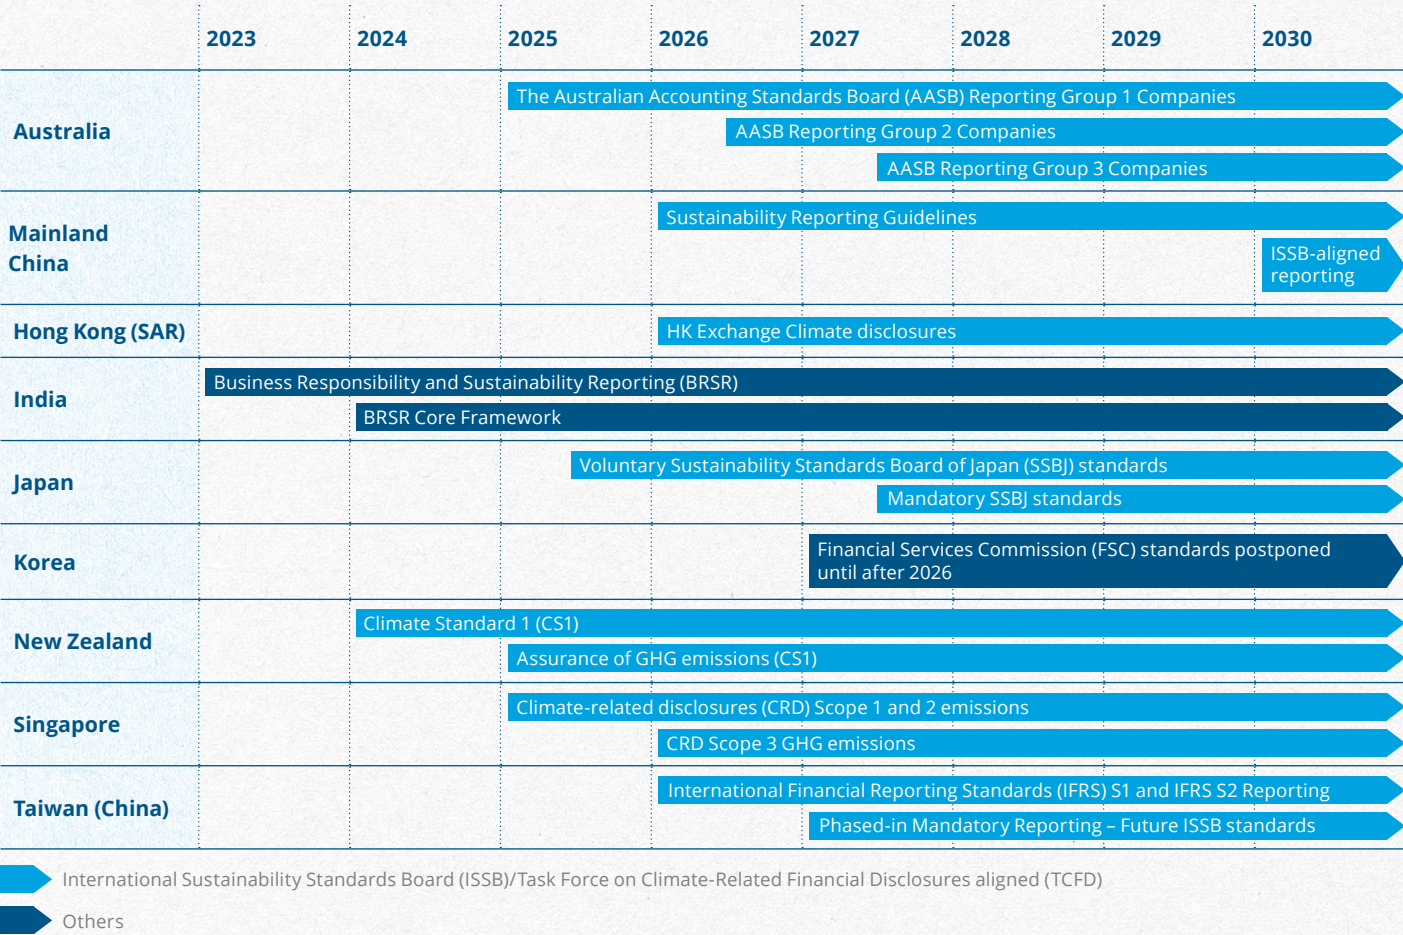 2023 2024 2025 2026 2027 2028 2029 2030
Australia
The Australian Accounting Standards Board (AASB) Reporting Group 1 Companies
AASB Reporting Group 2 Companies
AASB Reporting Group 3 Companies
Mainland
China
Sustainability Reporting Guidelines
ISSB-aligned
reporting
Hong Kong (SAR)
HK Exchange Climate disclosures
India
Business Responsibility and Sustainability Reporting (BRSR)
BRSR Core Framework
Japan
Voluntary Sustainability Standards Board of Japan (SSBJ) standards
Mandatory SSBJ standards
Korea
Financial Services Commission (FSC) standards postponed
until after 2026
New Zealand
Climate Standard 1 (CS1)
Assurance of GHG emissions (CS1)
Singapore
Climate-related disclosures (CRD) Scope 1 and 2 emissions
CRD Scope 3 GHG emissions
Taiwan (China)
International Financial Reporting Standards (IFRS) S1 and IFRS S2 Reporting
Phased-in Mandatory Reporting – Future ISSB standards
International Sustainability Standards Board (ISSB)/Task Force on Climate-Related Financial Disclosures aligned (TCFD)
Others